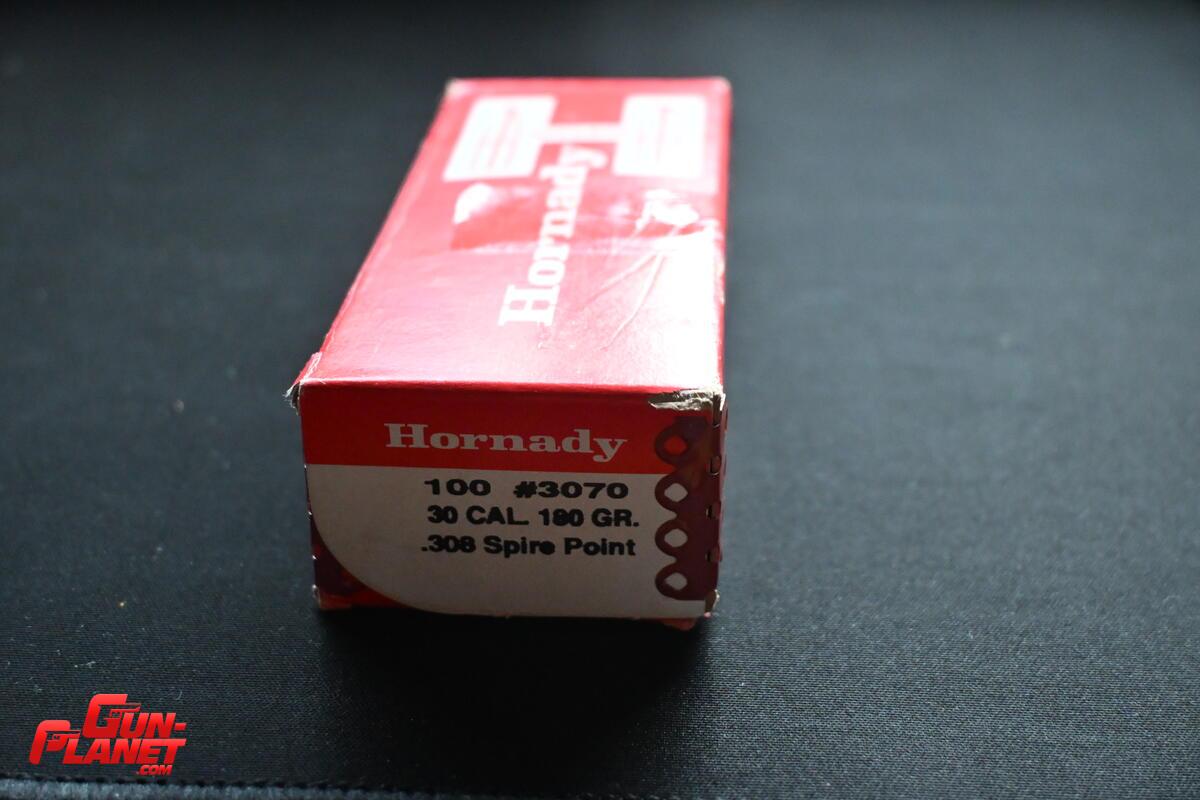 Hornady
Hornady
100 #3070
30 CAL. 180 GR.
.308 Spire Point
GUN-
PLANET
.COM